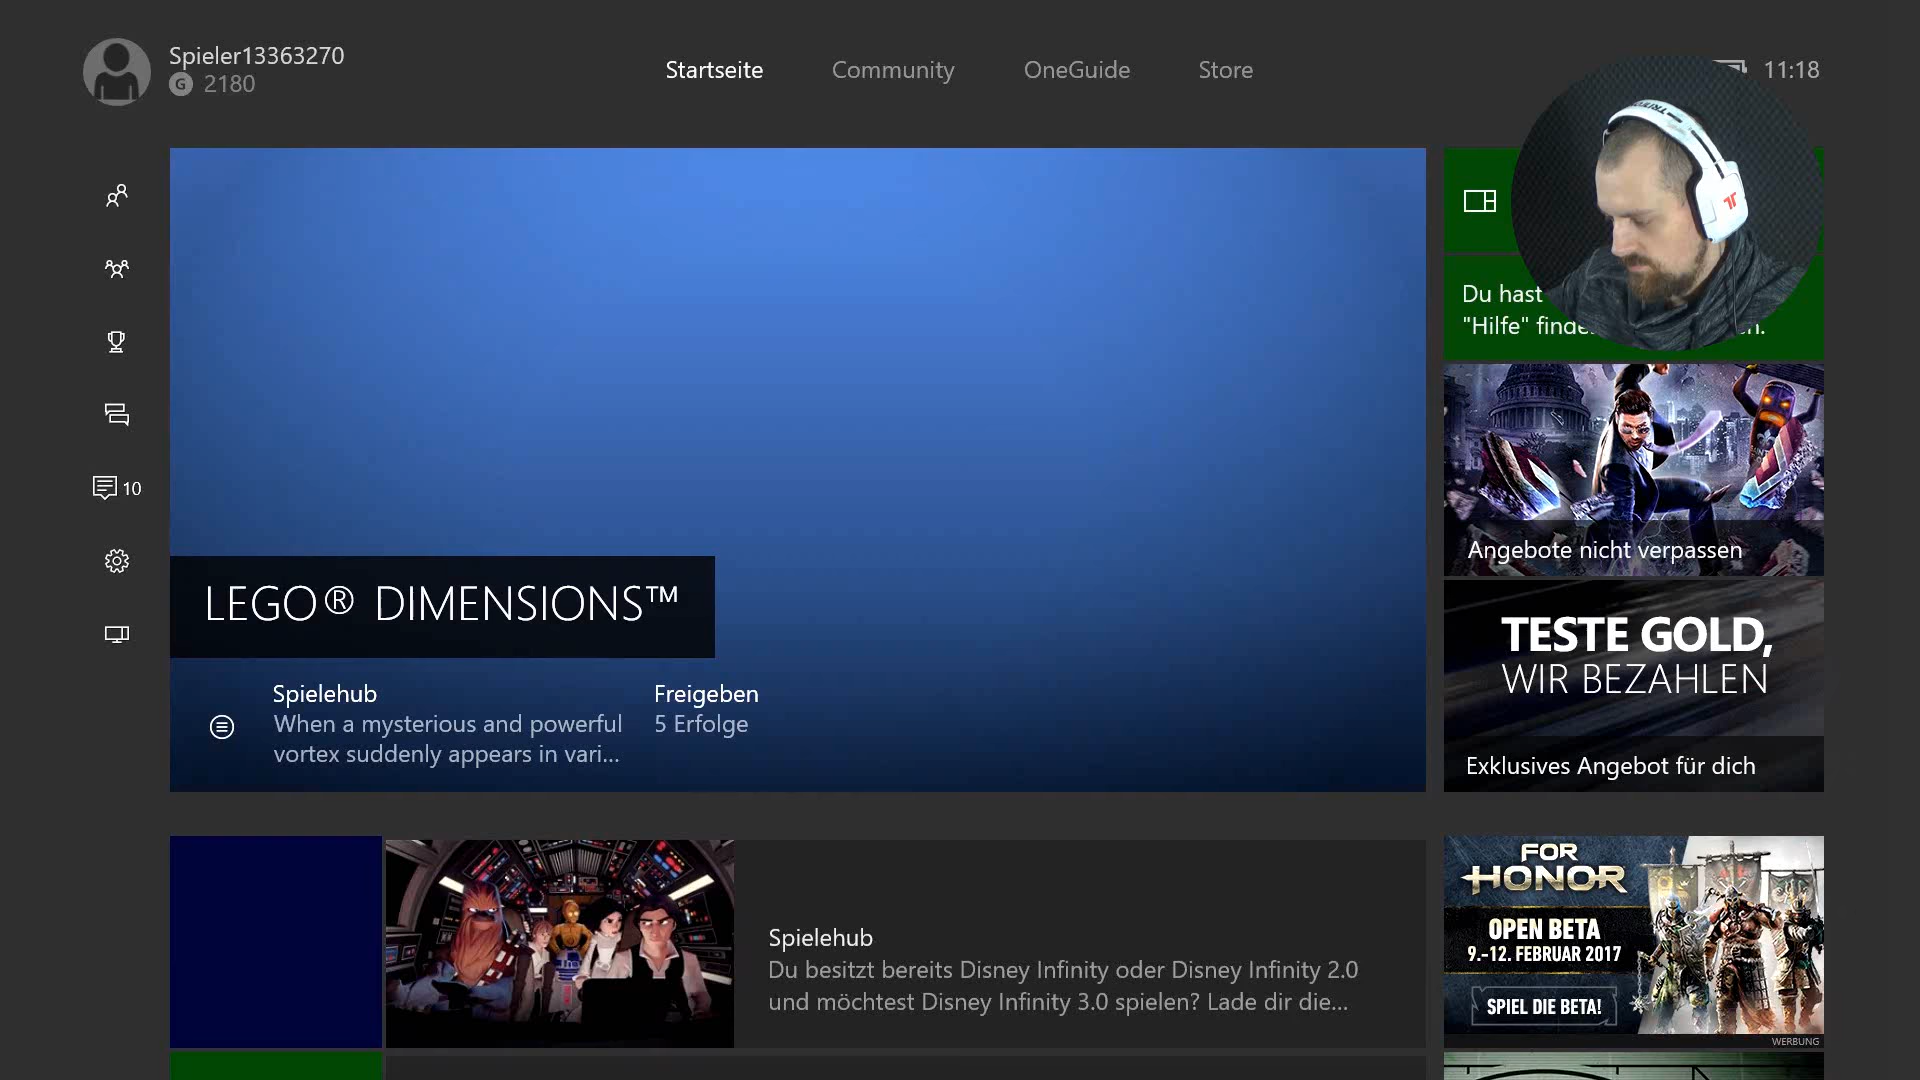 Spieler13363270
G 2180
Startseite
Community
OneGuide
Store
11:18
10
LEGO® DIMENSIONS™
Spielehub
When a mysterious and powerful
vortex suddenly appears in vari...
Freigeben
5 Erfolge
Du hast
"Hilfe"
Angebote nicht verpassen
TESTE GOLD,
WIR BEZAHLEN
Exklusives Angebot für dich
Spielehub
Du besitzt bereits Disney Infinity oder Disney Infinity 2.0
und möchtest Disney Infinity 3.0 spielen? Lade dir die...
FOR
HONOR
OPEN BETA
9.-12. FEBRUAR 2017
SPIEL DIE BETA!
WERBUNG